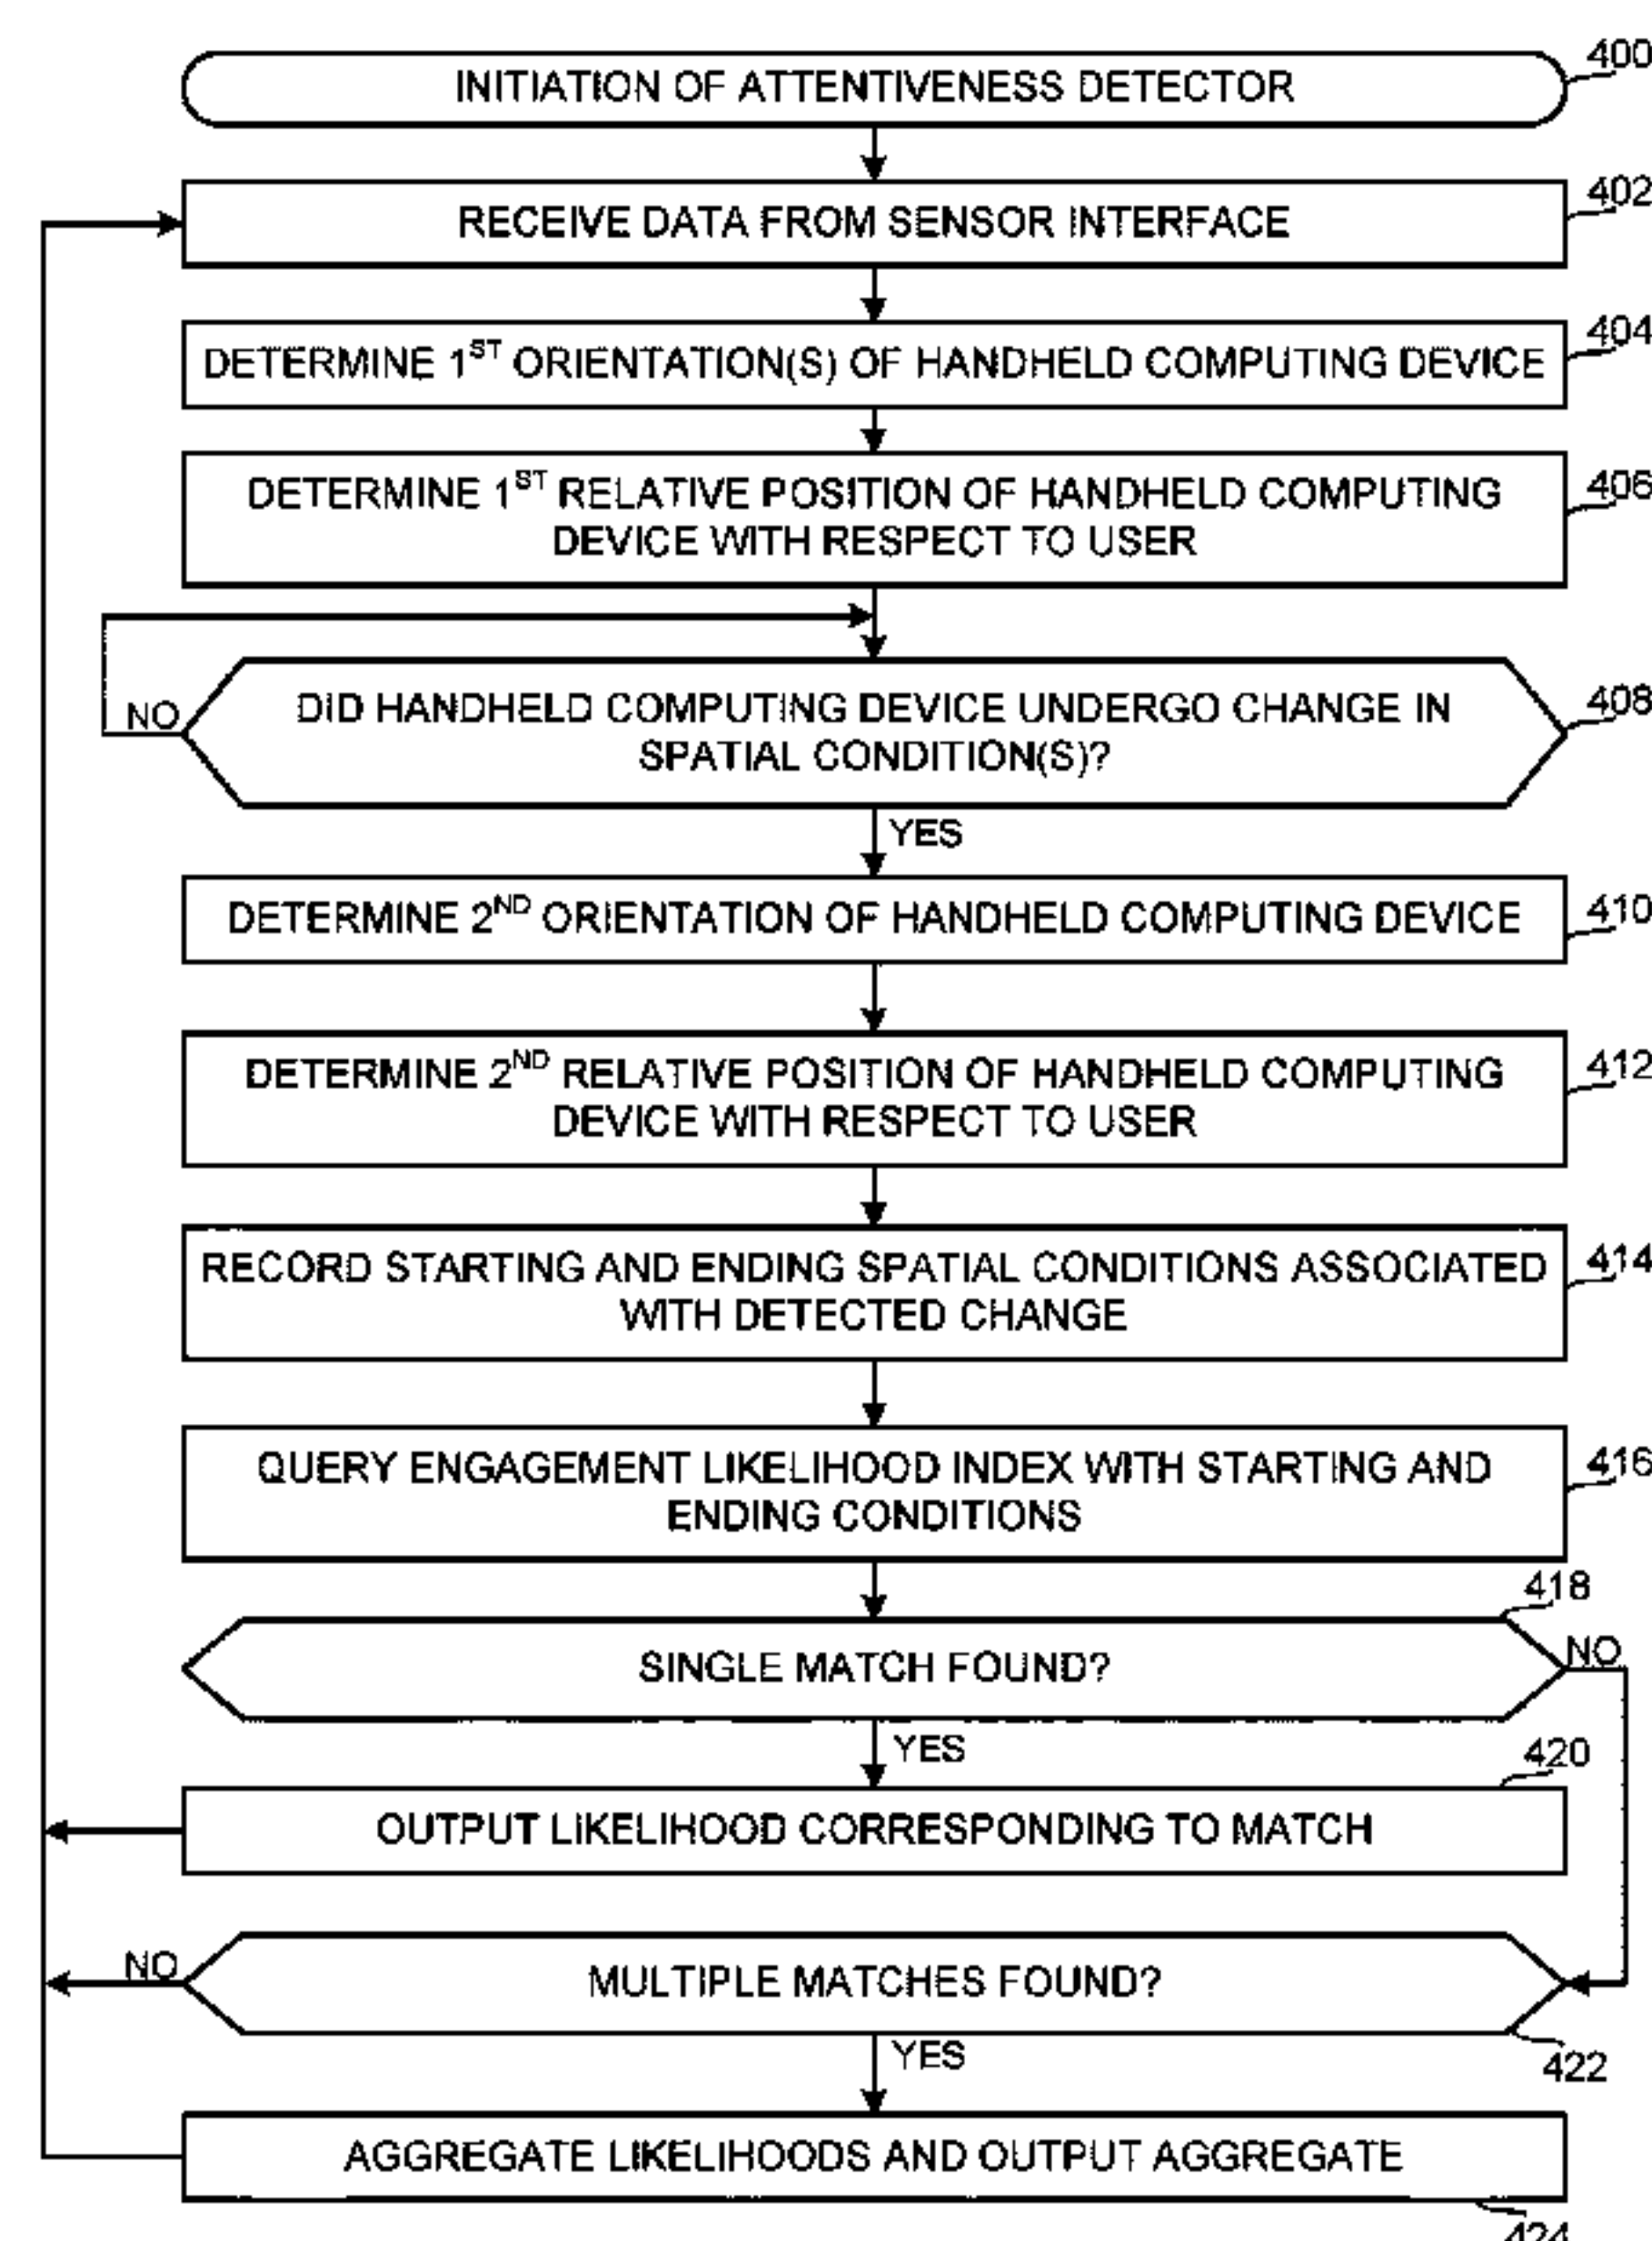 INITIATION OF ATTENTIVENESS DETECTOR
400
RECEIVE DATA FROM SENSOR INTERFACE
402
DETERMINE 1ST ORIENTATION(S) OF HANDHELD COMPUTING DEVICE
404
DETERMINE 1ST RELATIVE POSITION OF HANDHELD COMPUTING
DEVICE WITH RESPECT TO USER
406
DID HANDHELD COMPUTING DEVICE UNDERGO CHANGE IN
SPATIAL CONDITION(S)?
408
NO
YES
DETERMINE 2ND ORIENTATION OF HANDHELD COMPUTING DEVICE
410
DETERMINE 2ND RELATIVE POSITION OF HANDHELD COMPUTING
DEVICE WITH RESPECT TO USER
412
RECORD STARTING AND ENDING SPATIAL CONDITIONS ASSOCIATED
WITH DETECTED CHANGE
414
QUERY ENGAGEMENT LIKELIHOOD INDEX WITH STARTING AND
ENDING CONDITIONS
416
418
SINGLE MATCH FOUND?
NO
YES
420
OUTPUT LIKELIHOOD CORRESPONDING TO MATCH
NO
MULTIPLE MATCHES FOUND?
YES
422
AGGREGATE LIKELIHOODS AND OUTPUT AGGREGATE
424